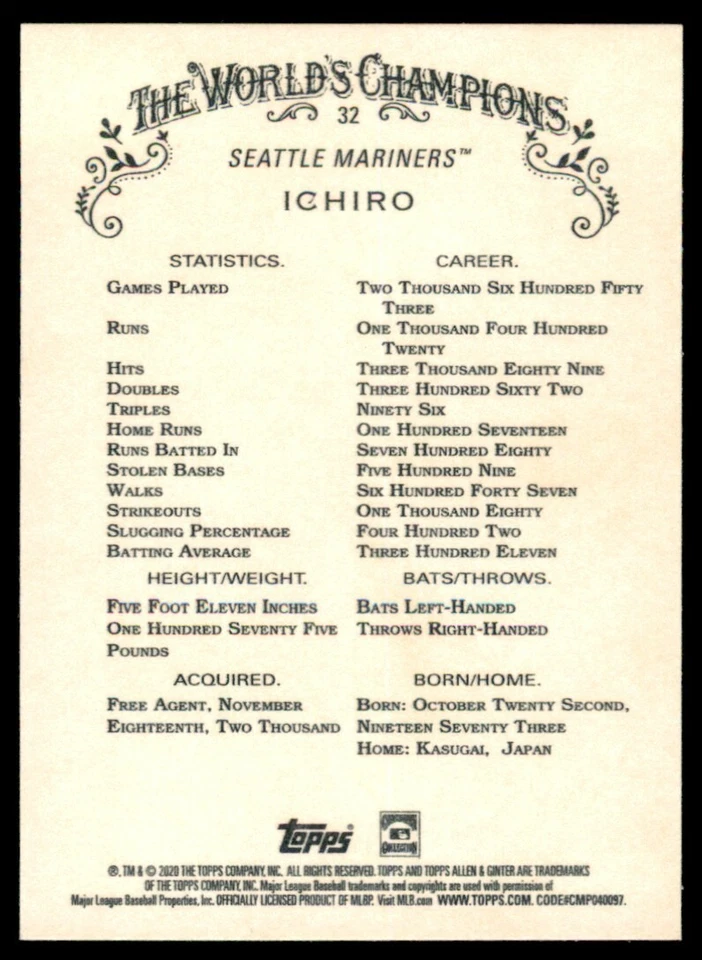 THE WORLD'S CHAMPIONS
32
SEATTLE MARINERS™
ICHIRO
STATISTICS. CAREER.
GAMES PLAYED TWO THOUSAND SIX HUNDRED FIFTY
THREE
RUNS ONE THOUSAND FOUR HUNDRED
TWENTY
HITS THREE THOUSAND EIGHTY NINE
DOUBLES THREE HUNDRED SIXTY TWO
TRIPLES NINETY SIX
HOME RUNS ONE HUNDRED SEVENTEEN
RUNS BATTED IN SEVEN HUNDRED EIGHTY
STOLEN BASES FIVE HUNDRED NINE
WALKS SIX HUNDRED FORTY SEVEN
STRIKEOUTS ONE THOUSAND EIGHTY
SLUGGING PERCENTAGE FOUR HUNDRED TWO
BATTING AVERAGE THREE HUNDRED ELEVEN
HEIGHT/WEIGHT. BATS/THROWS.
FIVE FOOT ELEVEN INCHES BATS LEFT-HANDED
ONE HUNDRED SEVENTY FIVE THROWS RIGHT-HANDED
POUNDS
ACQUIRED. BORN/HOME.
FREE AGENT, NOVEMBER BORN: OCTOBER TWENTY SECOND,
EIGHTEENTH, TWO THOUSAND NINETEEN SEVENTY THREE
HOME: KASUGAI, JAPAN
topps
COOPERSTOWN
COLLECTION
®, TM & © 2020 THE TOPPS COMPANY, INC. ALL RIGHTS RESERVED. TOPPS AND TOPPS ALLEN & GINTER ARE TRADEMARKS
OF THE TOPPS COMPANY, INC. Major League Baseball trademarks and copyrights are used with permission of
Major League Baseball Properties, Inc. OFFICIALLY LICENSED PRODUCT OF MLBP. Visit MLB.com WWW.TOPPS.COM. CODE#CMP040097.